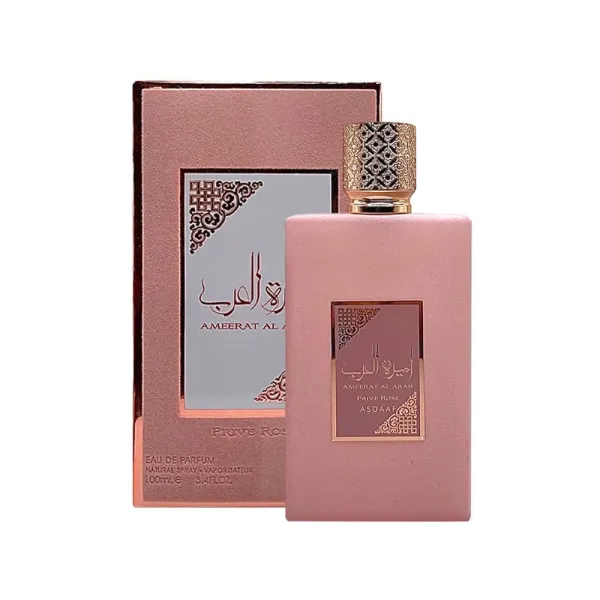 أميرة العرب
AMEERAT AL A
PRIVE ROS
EAU DE PARFUM
NATURAL SPRAY - VAPORISATEUR
100ml.e 3.4FL.OZ.
أميرة العرب
AMEERAT AL ARAB
PRIVE ROSE
ASDAAF